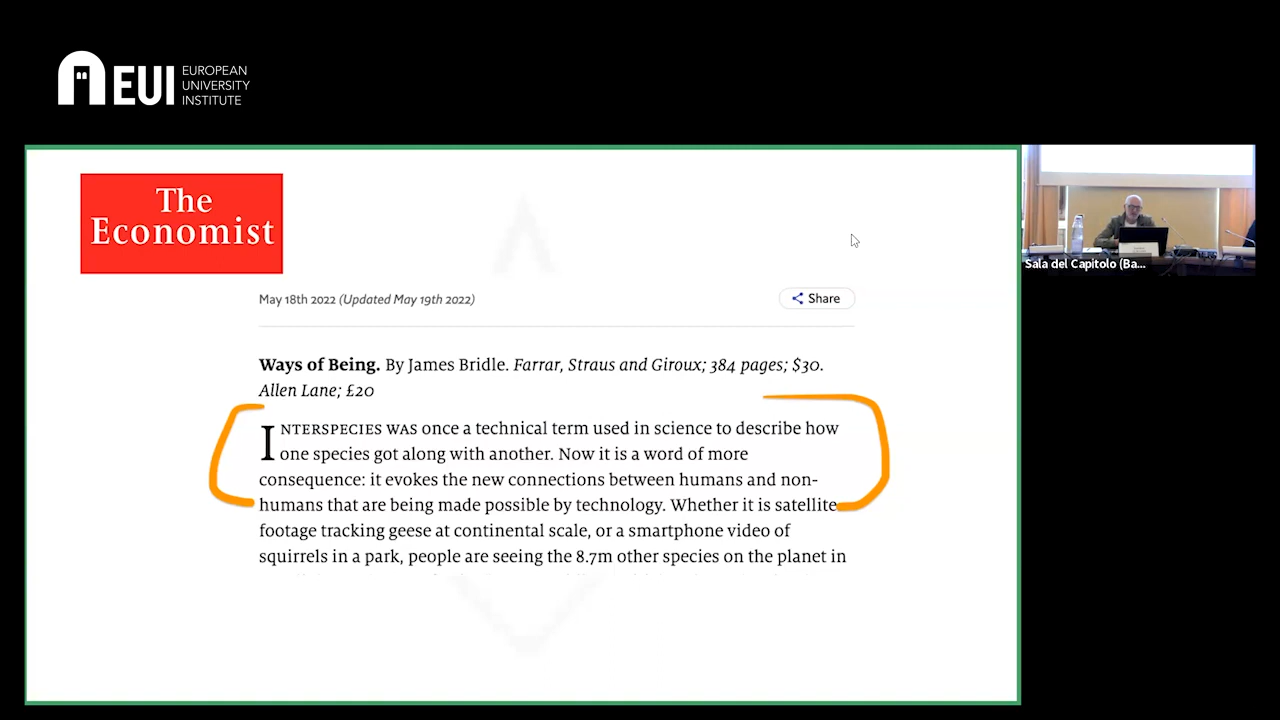 EUI
EUROPEAN
UNIVERSITY
INSTITUTE
The
Economist
May 18th 2022 (Updated May 19th 2022)
Share
Ways of Being. By James Bridle. Farrar, Straus and Giroux; 384 pages; $30.
Allen Lane; £20
INTERSPECIES WAS once a technical term used in science to describe how
one species got along with another. Now it is a word of more
consequence: it evokes the new connections between humans and non-
humans that are being made possible by technology. Whether it is satellite
footage tracking geese at continental scale, or a smartphone video of
squirrels in a park, people are seeing the 8.7m other species on the planet in
Sala del Capitolo (Ba...